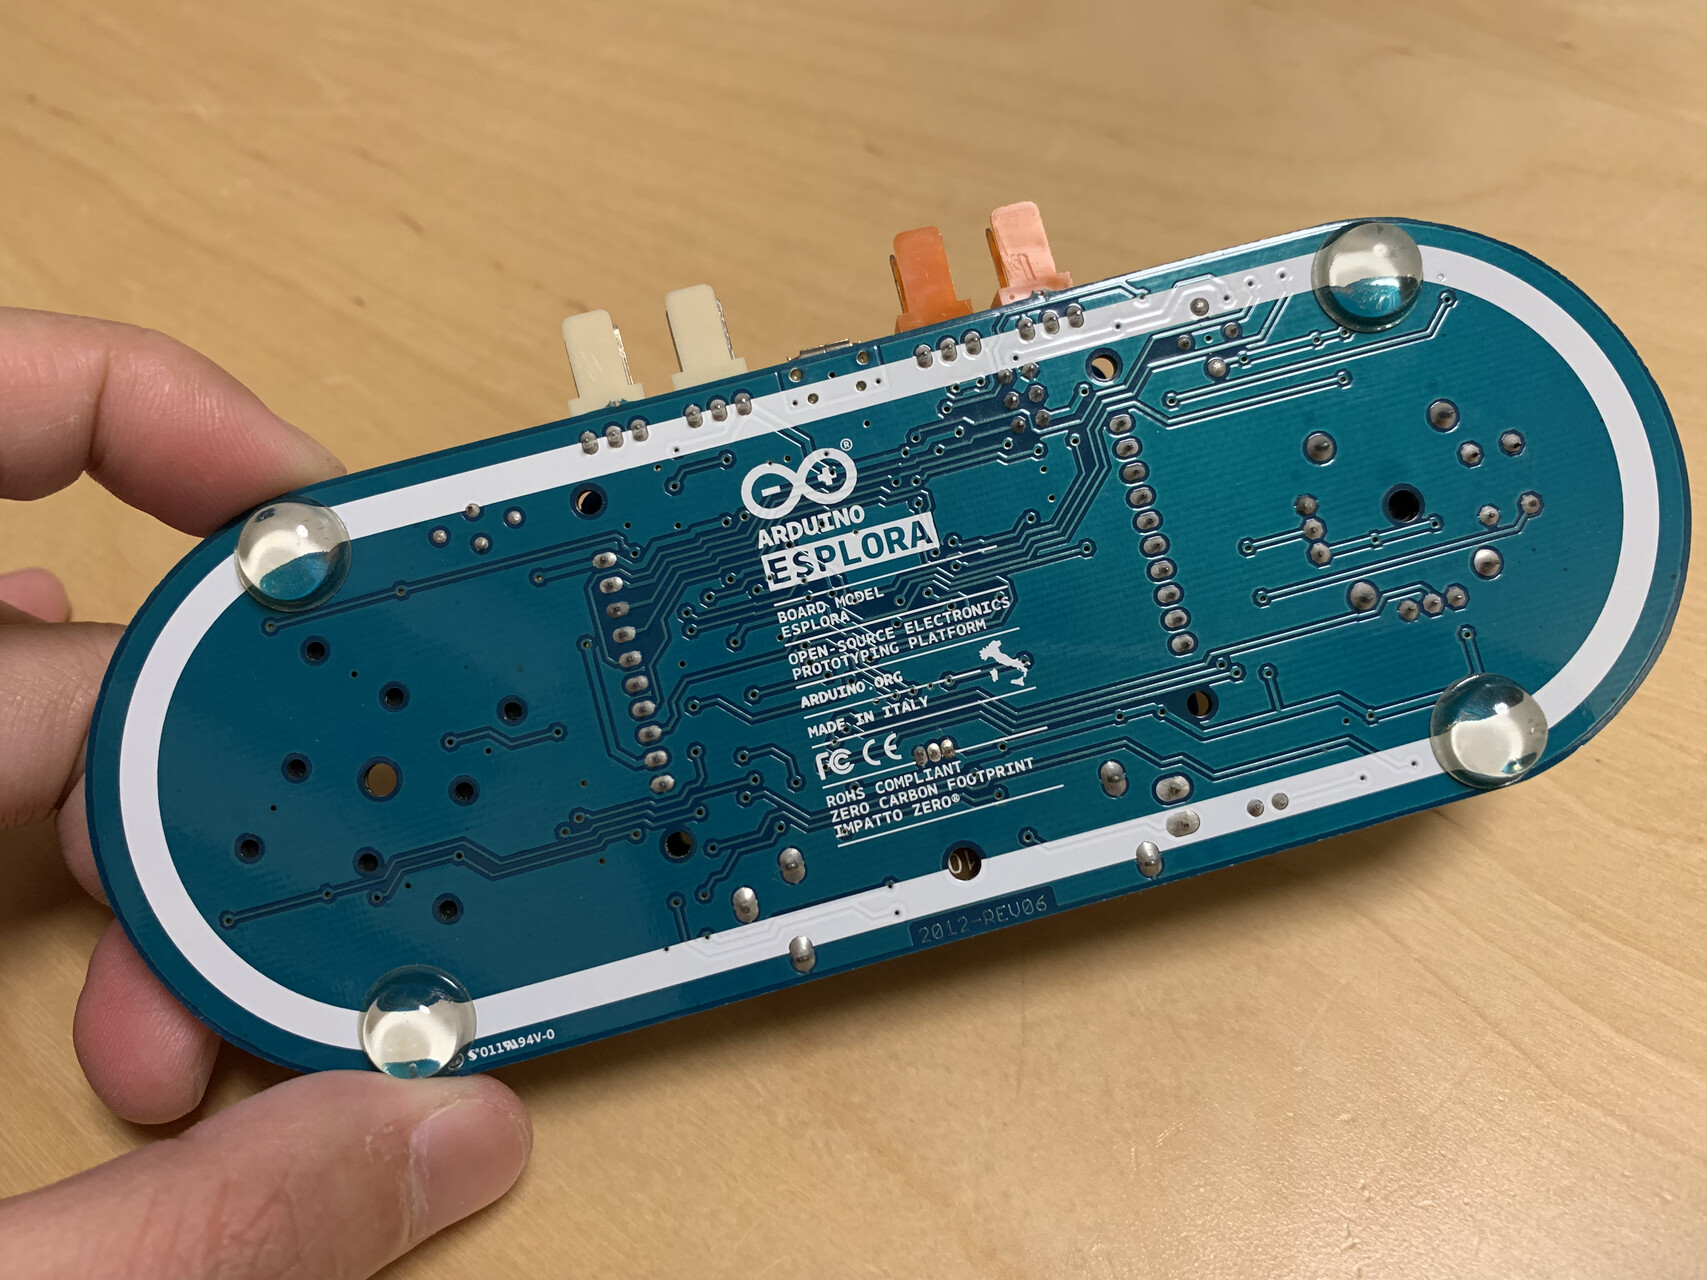 ®
ARDUINO
ESPLORA
BOARD MODEL
ESPLORA
OPEN-SOURCE ELECTRONICS
PROTOTYPING PLATFORM
ARDUINO.ORG
MADE IN ITALY
FC CE
ROHS COMPLIANT
ZERO CARBON FOOTPRINT
IMPATTO ZERO®
10
2012-REV06
94V-0